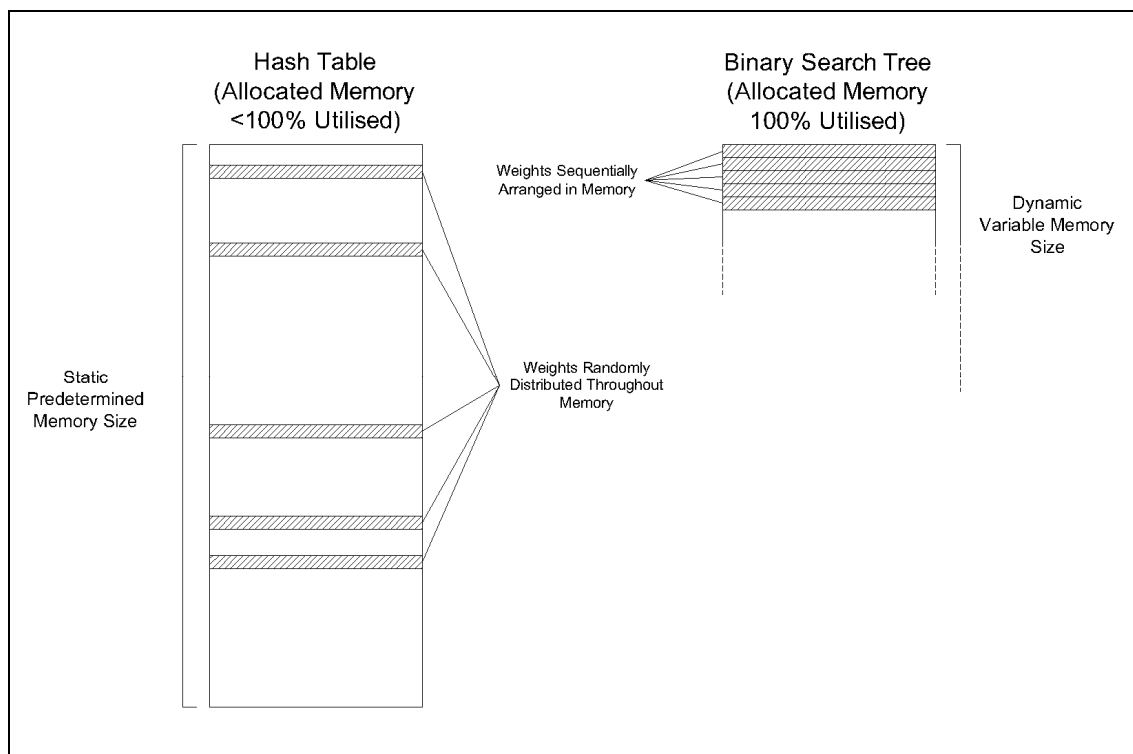 Hash Table
(Allocated Memory
<100% Utilised)
Binary Search Tree
(Allocated Memory
100% Utilised)
Weights Sequentially
Arranged in Memory
Dynamic
Variable Memory
Size
Static
Predetermined
Memory Size
Weights Randomly
Distributed Throughout
Memory